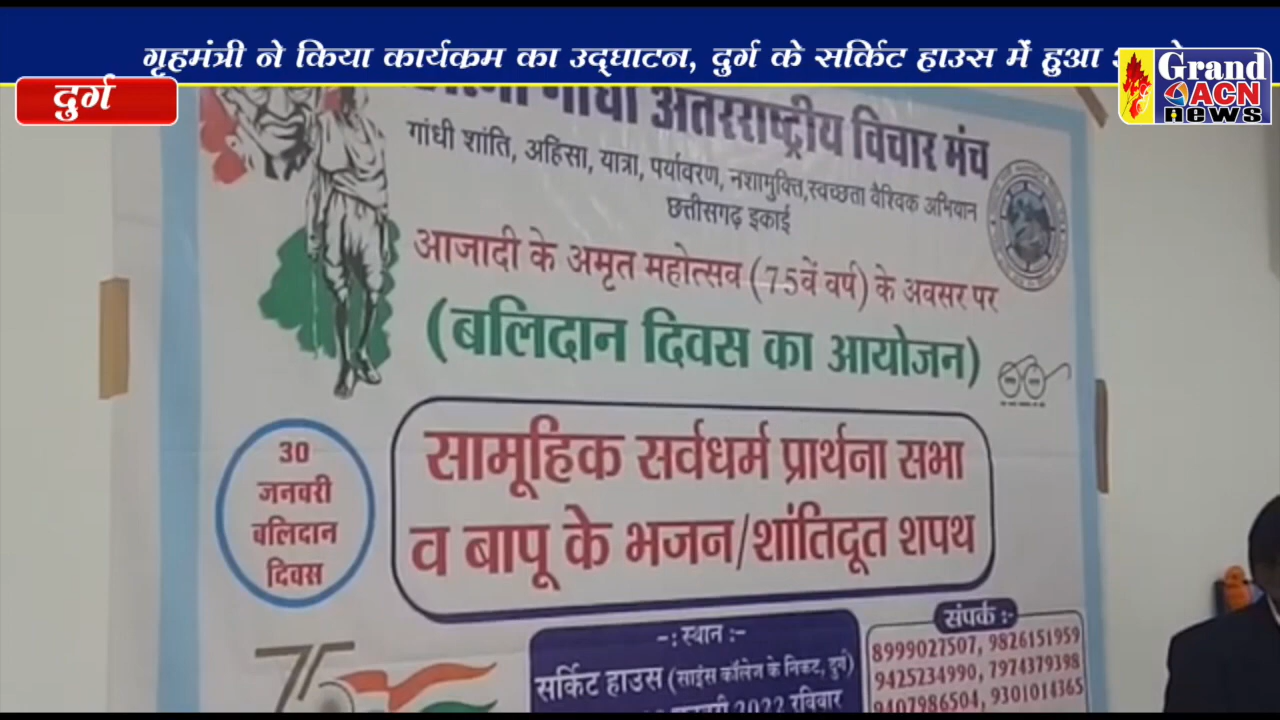 गृहमंत्री ने किया कार्यकम का उद्घाटन, दुर्ग के सर्किट हाउस में हुआ
Grand
ACN
news
दुर्ग
गांधी अंतरराष्ट्रीय विचार मंच
गांधी शांति, अहिंसा, यात्रा, पर्यावरण, नशामुक्ति,स्वच्छता वैश्विक अभियान
छत्तीसगढ़ इकाई
आजादी के अमृत महोत्सव (75वें वर्ष) के अवसर पर
(बलिदान दिवस का आयोजन)
30
जनवरी
बलिदान
दिवस
सामूहिक सर्वधर्म प्रार्थना सभा
व बापू के भजन/शांतिदूत शपथ
-: स्थान :-
सर्किट हाउस (साइंस कॉलेज के निकट, दुर्ग)
2022 रविवार
संपर्क :-
8999027507, 9826151959
9425234990, 7974379398
9407986504, 9301014365
75